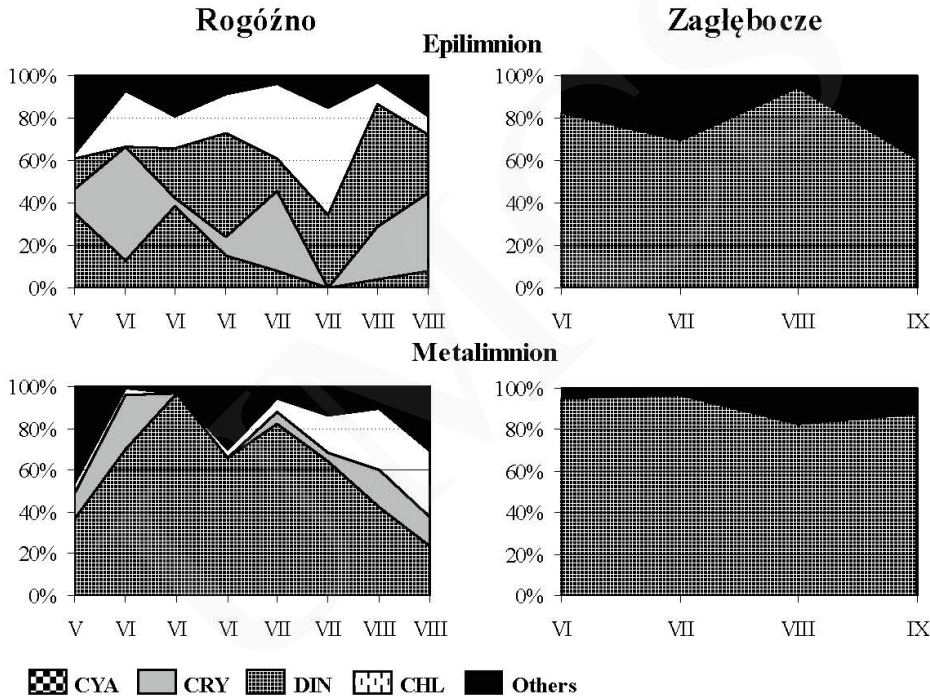 Rogóźno Zagłębocze
Epilimnion
100% 100%
80% 80%
60% 60%
40% 40%
20% 20%
0% 0%
V VI VI VI VII VII VIII VIII VI VII VIII IX
Metalimnion
100% 100%
80% 80%
60% 60%
40% 40%
20% 20%
0% 0%
V VI VI VI VII VII VIII VIII VI VII VIII IX
CYA CRY DIN CHL Others
UMCS